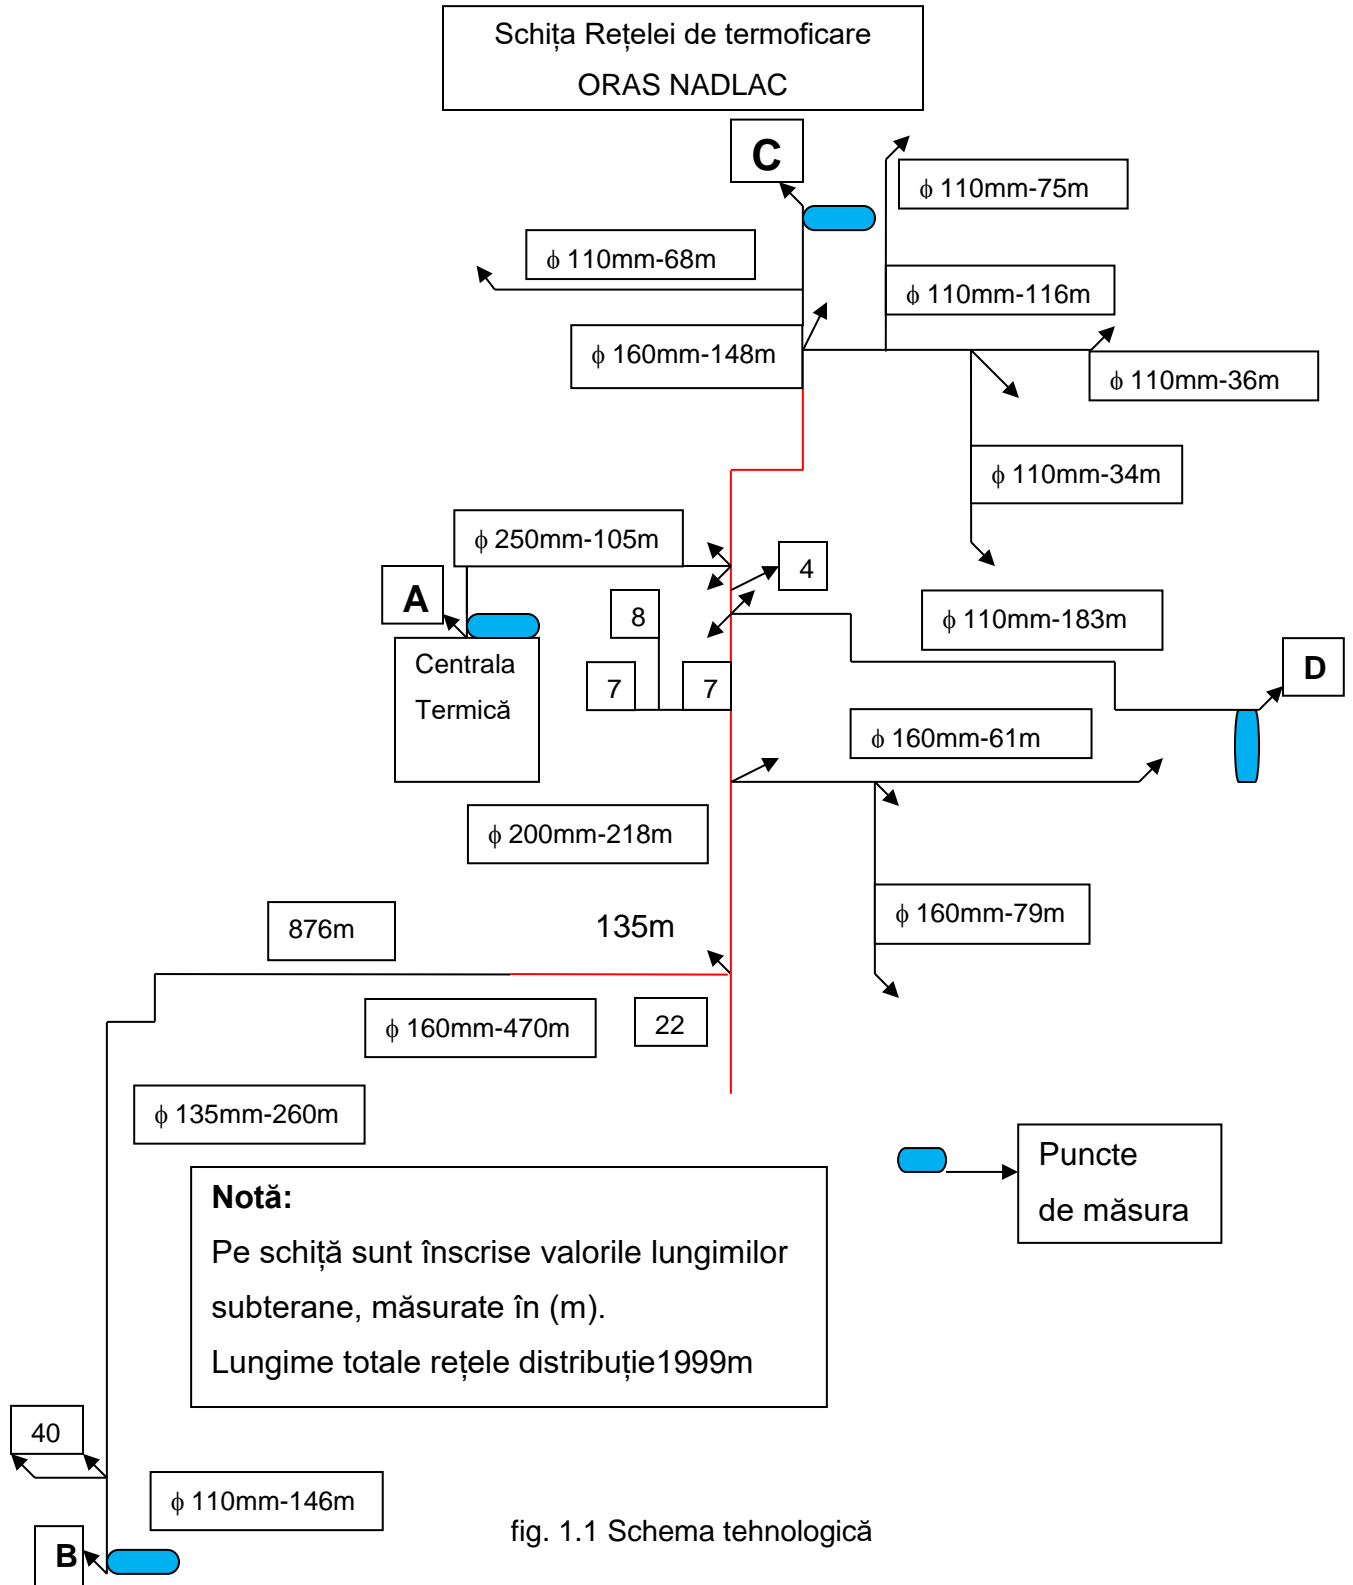 Schița Rețelei de termoficare
ORAS NADLAC
C
ϕ 110mm-75m
ϕ 110mm-68m
ϕ 110mm-116m
ϕ 160mm-148m
ϕ 110mm-36m
ϕ 110mm-34m
ϕ 250mm-105m
4
A
8
ϕ 110mm-183m
Centrala
Termică
7
7
D
ϕ 160mm-61m
ϕ 200mm-218m
ϕ 160mm-79m
876m
135m
ϕ 160mm-470m
22
ϕ 135mm-260m
Puncte
de măsura
Notă:
Pe schiță sunt înscrise valorile lungimilor
subterane, măsurate în (m).
Lungime totale rețele distribuție1999m
40
ϕ 110mm-146m
B
fig. 1.1 Schema tehnologică